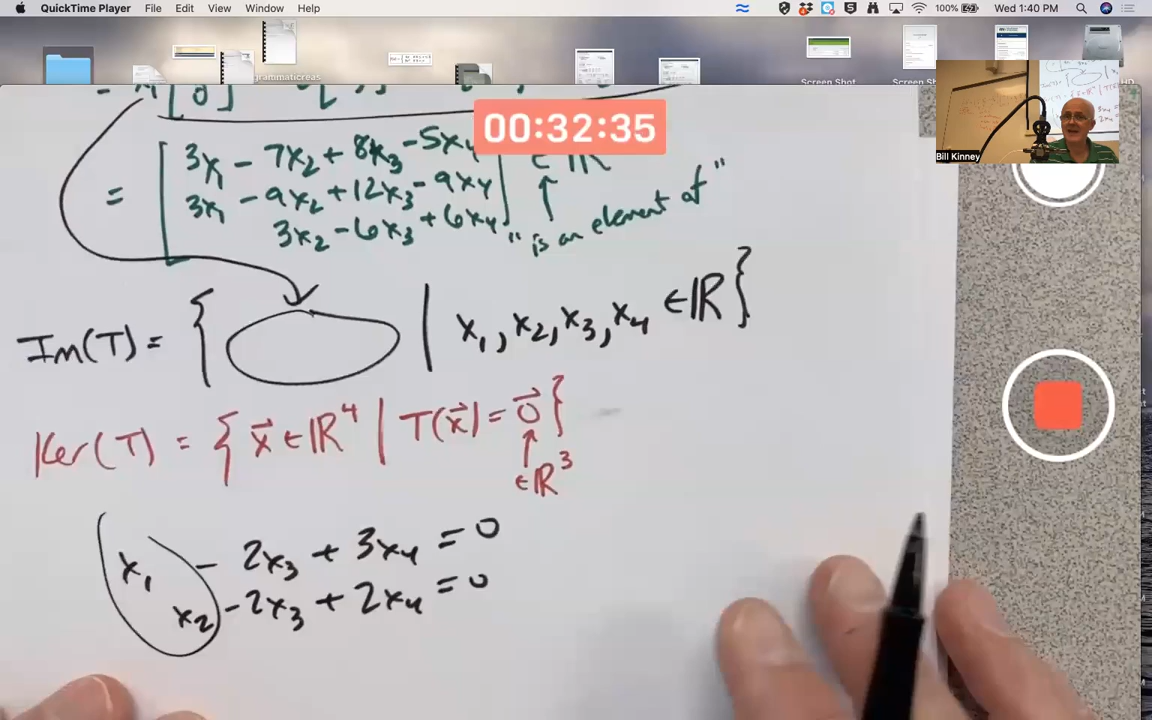 QuickTime Player File Edit View Window Help 100% Wed 1:40 PM
grammaticreas
Screen Shot
00:32:35
Bill Kinney
3x₁ - 7x₂ + 8x₃ - 5x₄
= 3x₁ - 9x₂ + 12x₃ - 9x₄ ∈ ℝ
3x₂ - 6x₃ + 6x₄ "is an element of"
Im(T) = { | x₁, x₂, x₃, x₄ ∈ ℝ }
Ker(T) = { x⃗ ∈ ℝ⁴ | T(x⃗) = 0⃗ }
↑
∈ ℝ³
x₁ - 2x₃ + 3x₄ = 0
x₂ - 2x₃ + 2x₄ = 0